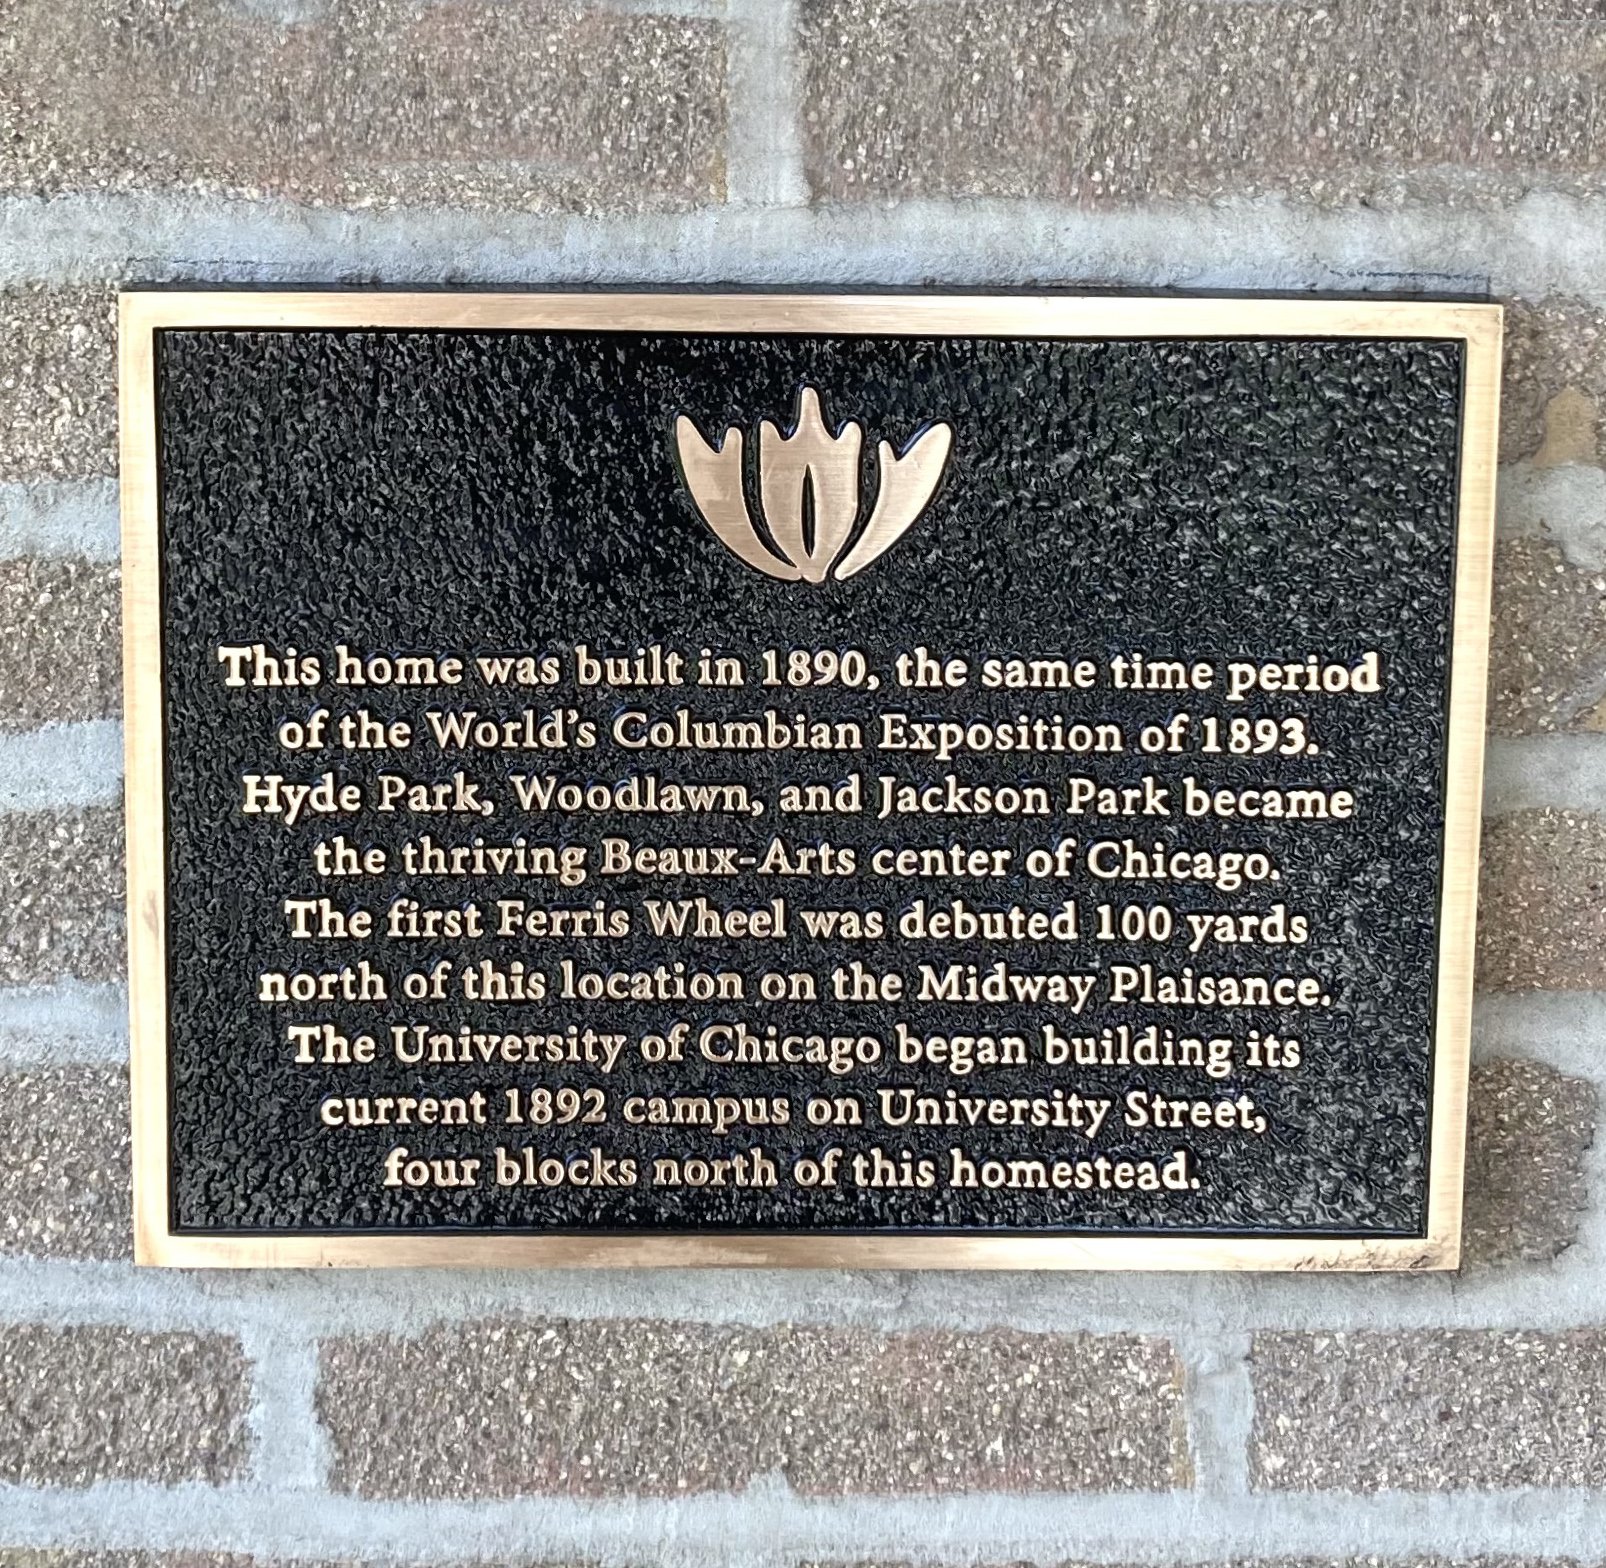 This home was built in 1890, the same time period
of the World’s Columbian Exposition of 1893.
Hyde Park, Woodlawn, and Jackson Park became
the thriving Beaux-Arts center of Chicago.
The first Ferris Wheel was debuted 100 yards
north of this location on the Midway Plaisance.
The University of Chicago began building its
current 1892 campus on University Street,
four blocks north of this homestead.